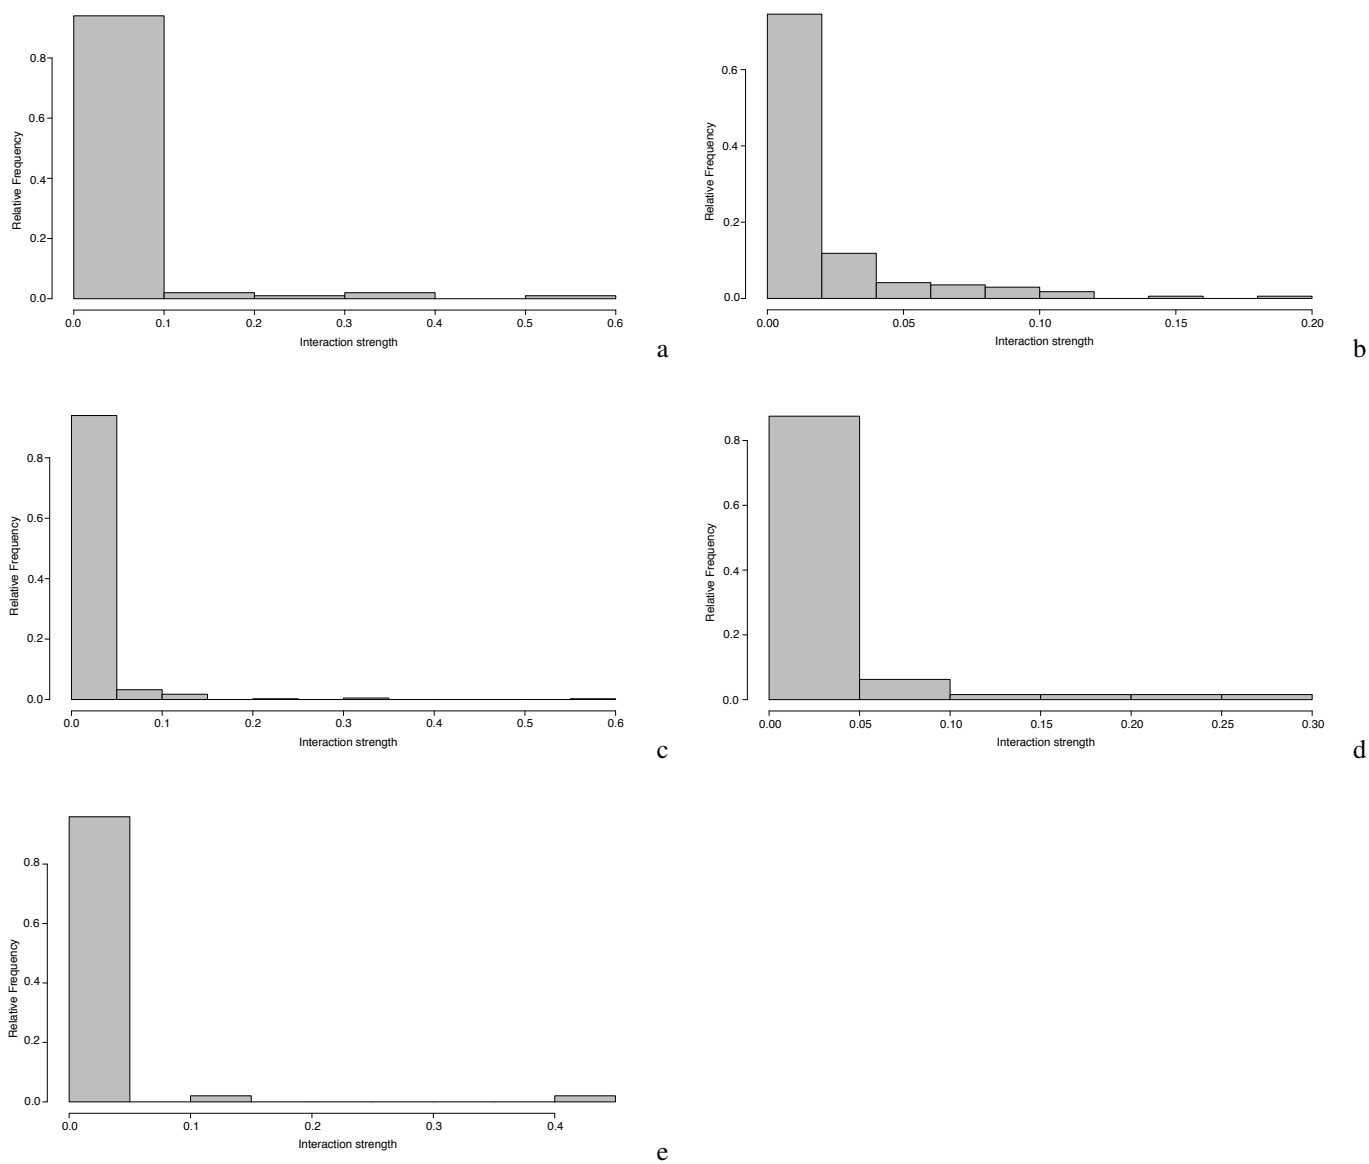 Relative Frequency
0.8
0.6
0.4
0.2
0.0
0.0 0.1 0.2 0.3 0.4 0.5 0.6
Interaction strength
a
Relative Frequency
0.6
0.4
0.2
0.0
0.00 0.05 0.10 0.15 0.20
Interaction strength
b
Relative Frequency
0.8
0.6
0.4
0.2
0.0
0.0 0.1 0.2 0.3 0.4 0.5 0.6
Interaction strength
c
Relative Frequency
0.8
0.6
0.4
0.2
0.0
0.00 0.05 0.10 0.15 0.20 0.25 0.30
Interaction strength
d
Relative Frequency
0.8
0.6
0.4
0.2
0.0
0.0 0.1 0.2 0.3 0.4
Interaction strength
e